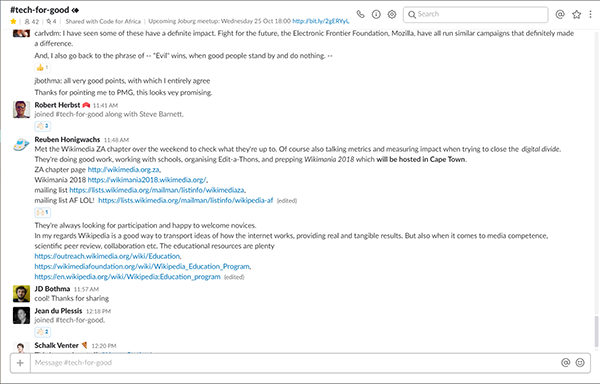 #tech-for-good
42 | 4 | Shared with Code for Africa | Upcoming Joburg meetup: Wednesday 25 Oct 18:00 http://bit.ly/2gERYyL
Search
carlvdm: I have seen some of these have a definite impact. Fight for the future, the Electronic Frontier Foundation, Mozilla, have all run similar campaigns that definitely made
a difference.
And, I also go back to the phrase of -- "Evil" wins, when good people stand by and do nothing. --
1
jbothma: all very good points, with which I entirely agree
Thanks for pointing me to PMG, this looks vey promising.
Robert Herbst 11:41 AM
joined #tech-for-good along with Steve Barnett.
2
Reuben Honigwachs 11:48 AM
Met the Wikimedia ZA chapter over the weekend to check what they're up to. Of course also talking metrics and measuring impact when trying to close the digital divide.
They're doing good work, working with schools, organising Edit-a-Thons, and prepping Wikimania 2018 which will be hosted in Cape Town.
ZA chapter page http://wikimedia.org.za,
Wikimania 2018 https://wikimania2018.wikimedia.org/,
mailing list https://lists.wikimedia.org/mailman/listinfo/wikimediaza,
mailing list AF LOL! https://lists.wikimedia.org/mailman/listinfo/wikipedia-af (edited)
1
They're always looking for participation and happy to welcome novices.
In my regards Wikipedia is a good way to transport ideas of how the internet works, providing real and tangible results. But also when it comes to media competence,
scientific peer review, collaboration etc. The educational resources are plenty
https://outreach.wikimedia.org/wiki/Education,
https://wikimediafoundation.org/wiki/Wikipedia_Education_Program,
https://en.wikipedia.org/wiki/Wikipedia:Education_program (edited)
JD Bothma 11:57 AM
cool! Thanks for sharing
Jean du Plessis 12:18 PM
joined #tech-for-good.
2
Schalk Venter 12:20 PM
Message #tech-for-good